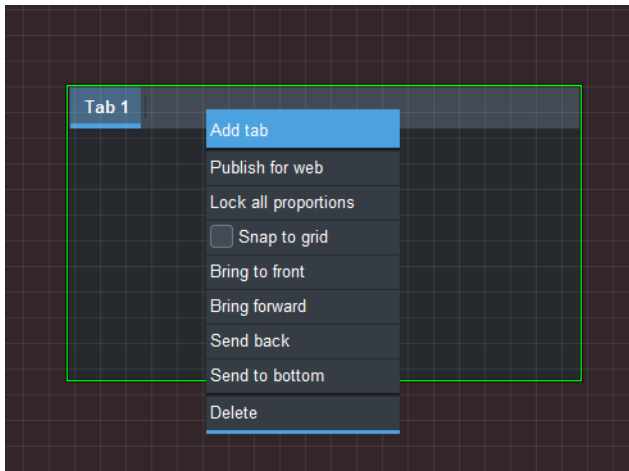 Tab 1
Add tab
Publish for web
Lock all proportions
Snap to grid
Bring to front
Bring forward
Send back
Send to bottom
Delete